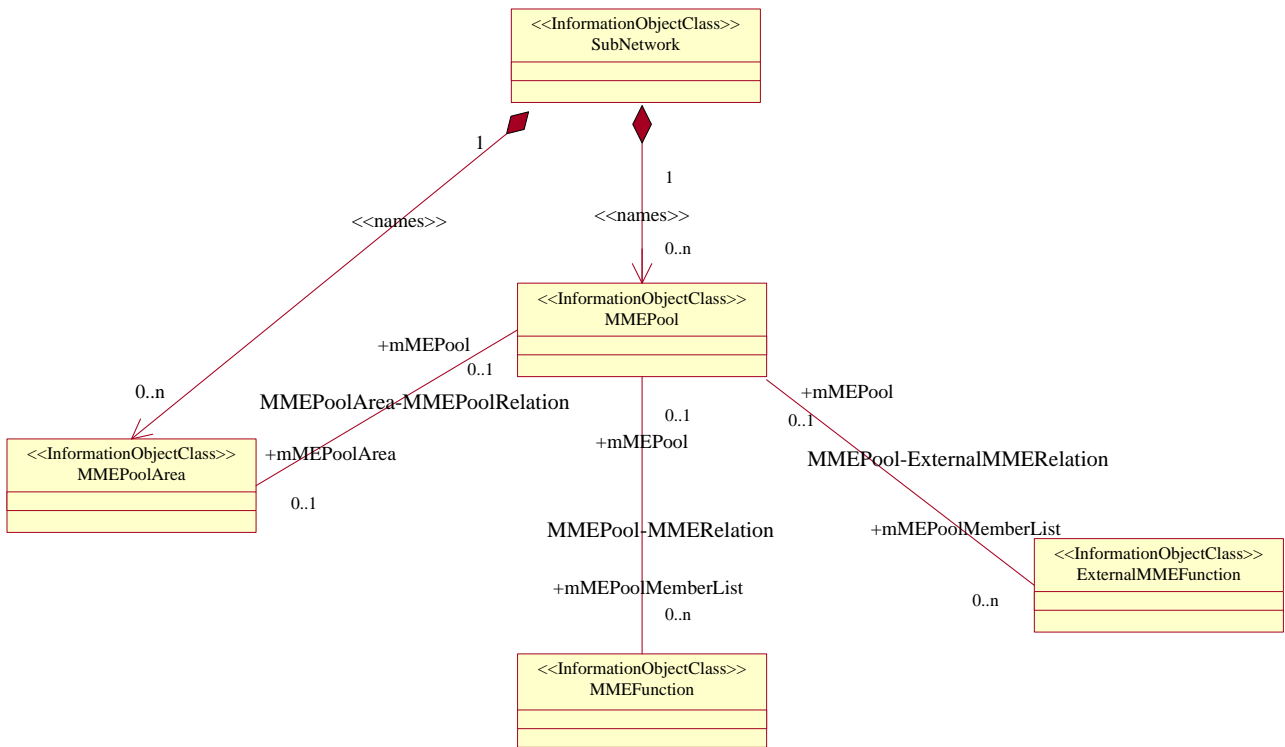 <<InformationObjectClass>>
SubNetwork
1
1
<<names>>
<<names>>
0..n
<<InformationObjectClass>>
MMEPool
+mMEPool
0..1
0..n
MMEPoolArea-MMEPoolRelation
+mMEPool
0..1
0..1
+mMEPool
<<InformationObjectClass>>
MMEPoolArea
+mMEPoolArea
0..1
MMEPool-ExternalMMERelation
MMEPool-MMERelation
+mMEPoolMemberList
<<InformationObjectClass>>
ExternalMMEFunction
+mMEPoolMemberList
0..n
0..n
<<InformationObjectClass>>
MMEFunction